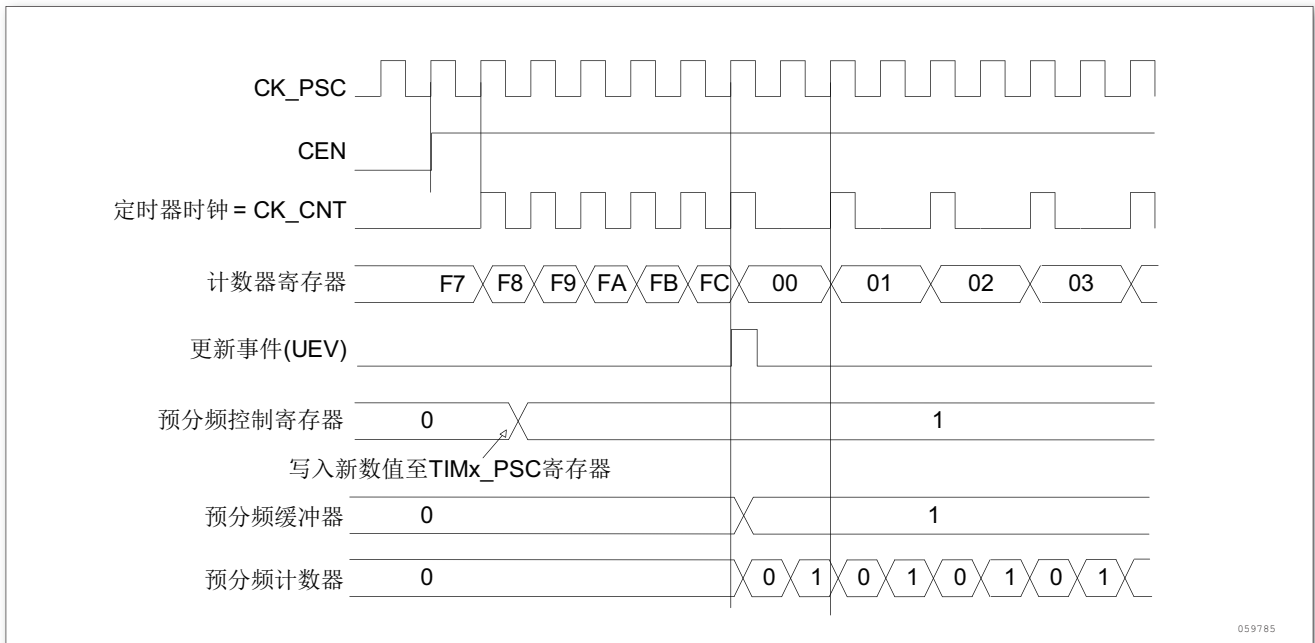 CK_PSC
CEN
定时器时钟 = CK_CNT
计数器寄存器 F7 F8 F9 FA FB FC 00 01 02 03
更新事件(UEV)
预分频控制寄存器 0 1
写入新数值至TIMx_PSC寄存器
预分频缓冲器 0 1
预分频计数器 0 0 1 0 1 0 1 0 1
059785